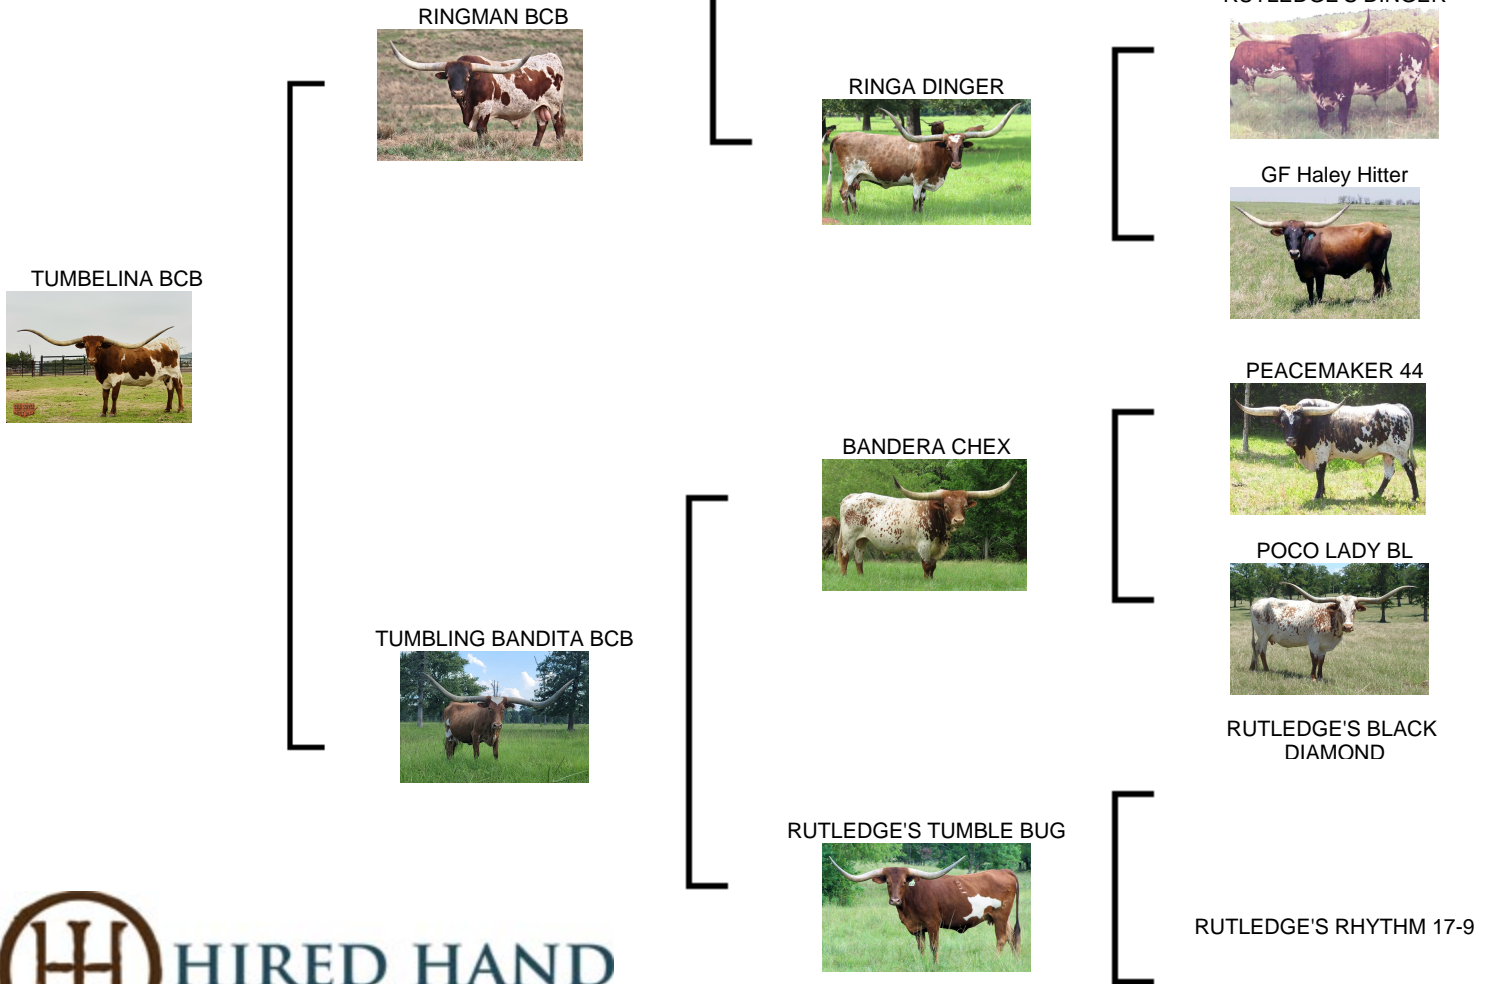 RINGMAN BCB
RINGA DINGER
GF Haley Hitter
TUMBELINA BCB
PEACEMAKER 44
BANDERA CHEX
POCO LADY BL
TUMBLING BANDITA BCB
RUTLEDGE'S BLACK
DIAMOND
RUTLEDGE'S TUMBLE BUG
RUTLEDGE'S RHYTHM 17-9
HIRED HAND